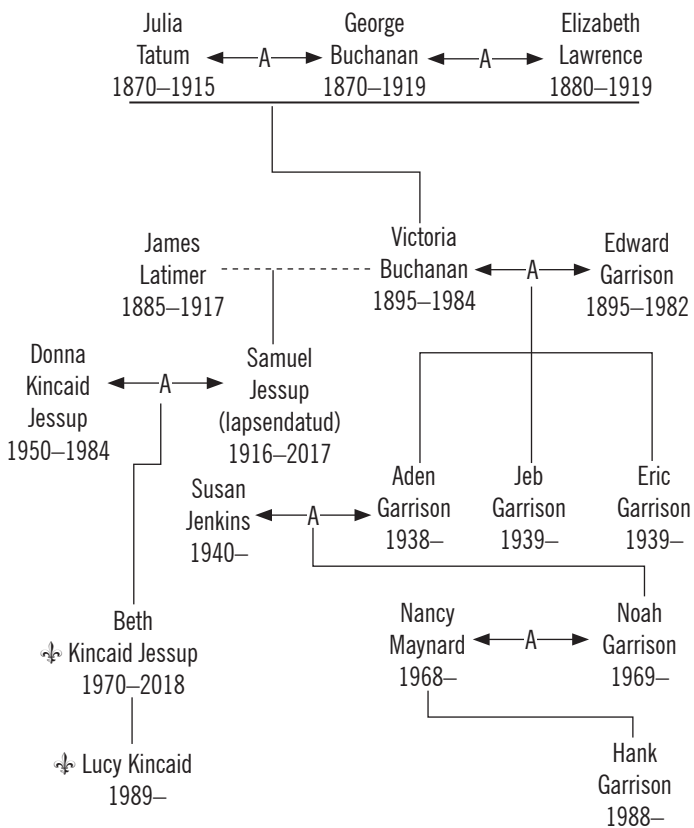 Julia
Tatum
1870–1915
A
George
Buchanan
1870–1919
A
Elizabeth
Lawrence
1880–1919
James
Latimer
1885–1917
Victoria
Buchanan
1895–1984
A
Edward
Garrison
1895–1982
Donna
Kincaid
Jessup
1950–1984
A
Samuel
Jessup
(lapsendatud)
1916–2017
Susan
Jenkins
1940–
A
Aden
Garrison
1938–
Jeb
Garrison
1939–
Eric
Garrison
1939–
Beth
⚜ Kincaid Jessup
1970–2018
Nancy
Maynard
1968–
A
Noah
Garrison
1969–
⚜ Lucy Kincaid
1989–
Hank
Garrison
1988–